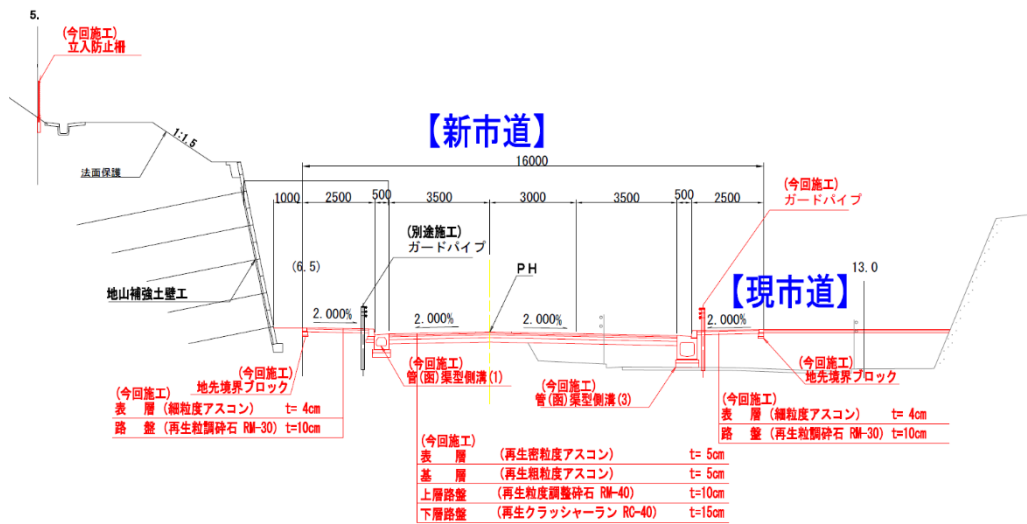 5.
(今回施工)
立入防止柵
【新市道】
1:1.5
法面保護
16000
1000
2500
500
3500
3000
3500
500
2500
(今回施工)
ガードパイプ
(別途施工)
ガードパイプ
(6.5)
PH
【現市道】
13.0
地山補強土壁工
2.000%
2.000%
2.000%
2.000%
(今回施工)
地先境界ブロック
(今回施工)
管(函)渠型側溝(1)
(今回施工)
管(函)渠型側溝(3)
(今回施工)
地先境界ブロック
(今回施工)
表 層 (細粒度アスコン) t= 4cm
路 盤 (再生粒調砕石 RM-30) t=10cm
(今回施工)
表 層 (細粒度アスコン) t= 4cm
路 盤 (再生粒調砕石 RM-30) t=10cm
(今回施工)
表 層 (再生密粒度アスコン) t= 5cm
基 層 (再生粗粒度アスコン) t= 5cm
上層路盤 (再生粒度調整砕石 RM-40) t=10cm
下層路盤 (再生クラッシャーラン RC-40) t=15cm